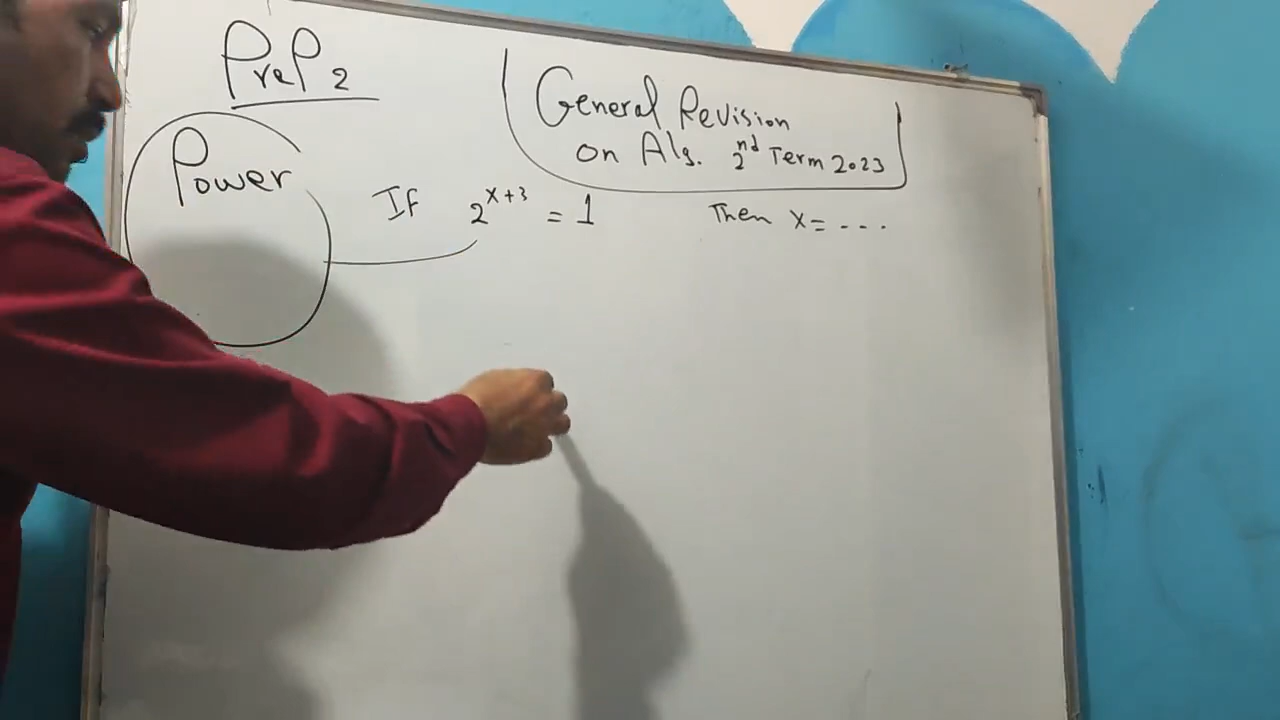 Prep 2
General Revision
on Alg. 2nd Term 2023
Power
If 2^{x+3} = 1 Then x = ----